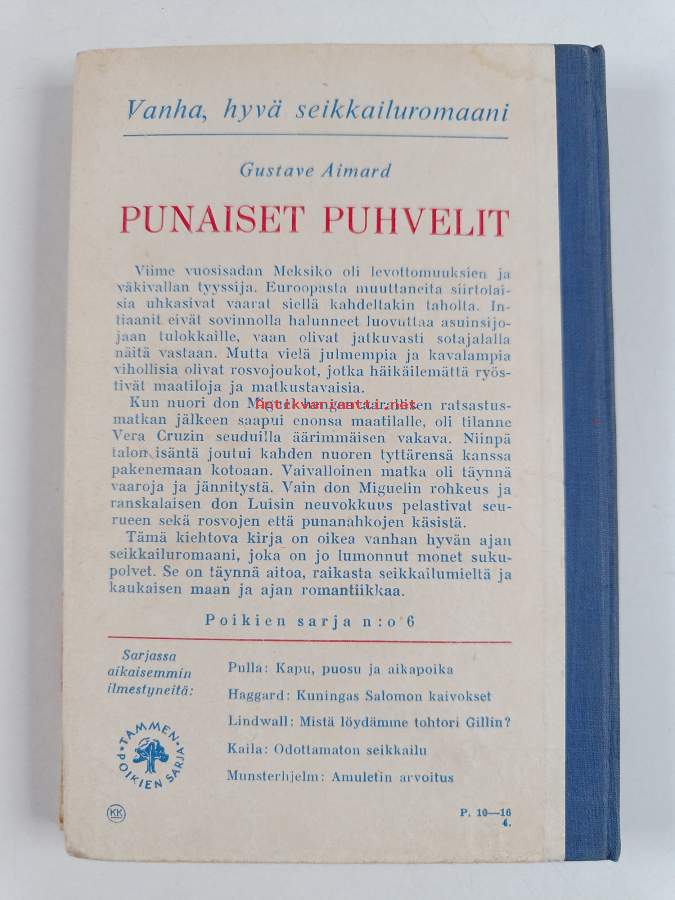 Vanha, hyvä seikkailuromaani
Gustave Aimard
PUNAISET PUHVELIT
Viime vuosisadan Meksiko oli levottomuuksien ja
väkivallan tyyssija. Euroopasta muuttaneita siirtolai-
sia uhkasivat vaarat siellä kahdeltakin taholta. In-
tiaanit eivät sovinnolla halunneet luovuttaa asuinsijo-
jaan tulokkaille, vaan olivat jatkuvasti sotajalalla
näitä vastaan. Mutta vielä julmempia ja kavalampia
vihollisia olivat rosvojoukot, jotka häikäilemättä ryös-
tivät maatiloja ja matkustavaisia.
Kun nuori don Miguel hengenvaarallisen ratsastus-
Antikvariaatti.net
matkan jälkeen saapui enonsa maatilalle, oli tilanne
Vera Cruzin seuduilla äärimmäisen vakava. Niinpä
talon isäntä joutui kahden nuoren tyttärensä kanssa
pakenemaan kotoaan. Vaivalloinen matka oli täynnä
vaaroja ja jännitystä. Vain don Miguelin rohkeus ja
ranskalaisen don Luisin neuvokkuus pelastivat seu-
rueen sekä rosvojen että punanahkojen käsistä.
Tämä kiehtova kirja on oikea vanhan hyvän ajan
seikkailuromaani, joka on jo lumonnut monet suku-
polvet. Se on täynnä aitoa, raikasta seikkailumieltä ja
kaukaisen maan ja ajan romantiikkaa.
Poikien sarja n:o 6
Sarjassa
aikaisemmin
ilmestyneitä:
TAMMEN
POIKIEN SARJA
Pulla: Kapu, puosu ja aikapoika
Haggard: Kuningas Salomon kaivokset
Lindwall: Mistä löydämme tohtori Gillin?
Kaila: Odottamaton seikkailu
Munsterhjelm: Amuletin arvoitus
KK
P. 10—16
4.